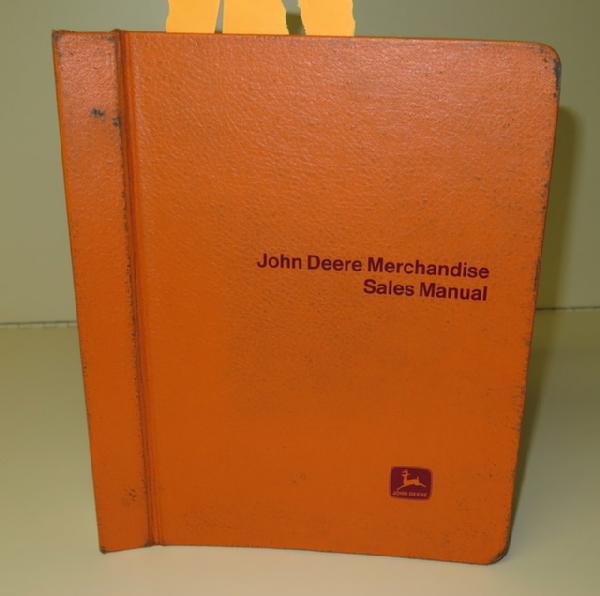 John Deere Merchandise
Sales Manual
JOHN DEERE